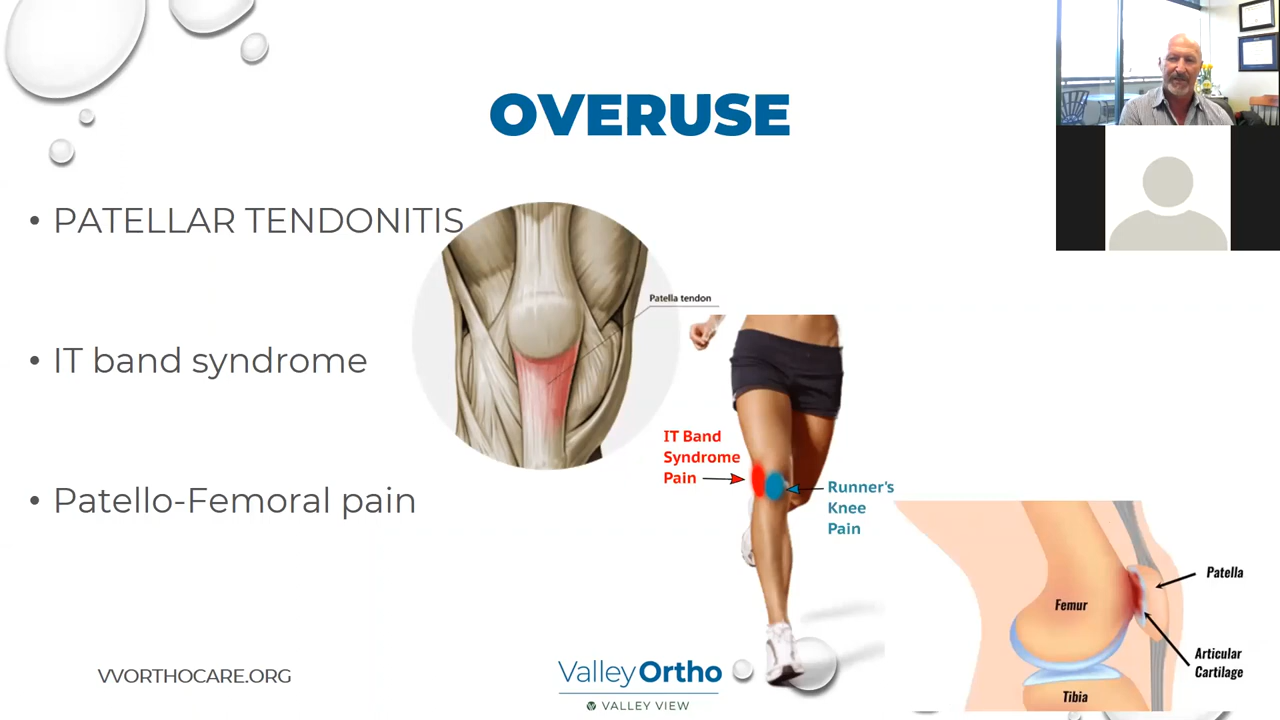 OVERUSE
• PATELLAR TENDONITIS
• IT band syndrome
• Patello-Femoral pain
Patella tendon
IT Band
Syndrome
Pain
Runner's
Knee
Pain
Patella
Femur
Articular
Cartilage
Tibia
VVORTHOCARE.ORG
ValleyOrtho
VALLEY VIEW